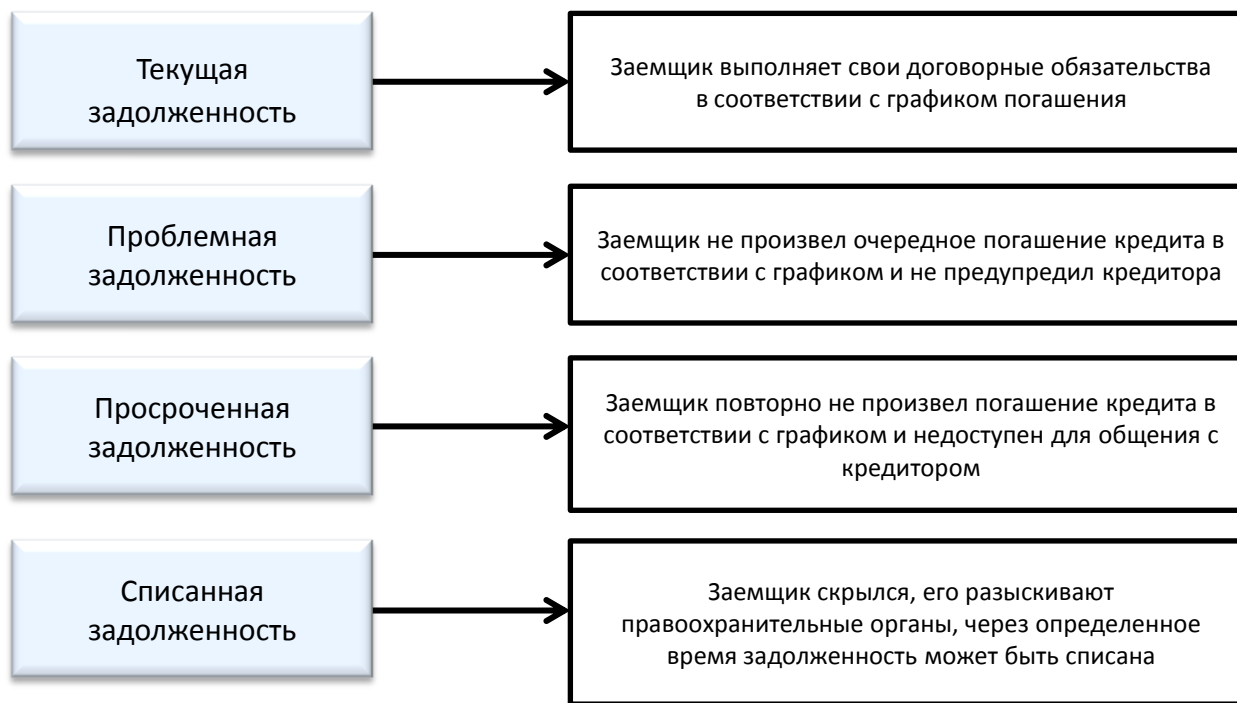 Текущая
задолженность
Заемщик выполняет свои договорные обязательства
в соответствии с графиком погашения
Проблемная
задолженность
Заемщик не произвел очередное погашение кредита в
соответствии с графиком и не предупредил кредитора
Просроченная
задолженность
Заемщик повторно не произвел погашение кредита в
соответствии с графиком и недоступен для общения с
кредитором
Списанная
задолженность
Заемщик скрылся, его разыскивают
правоохранительные органы, через определенное
время задолженность может быть списана